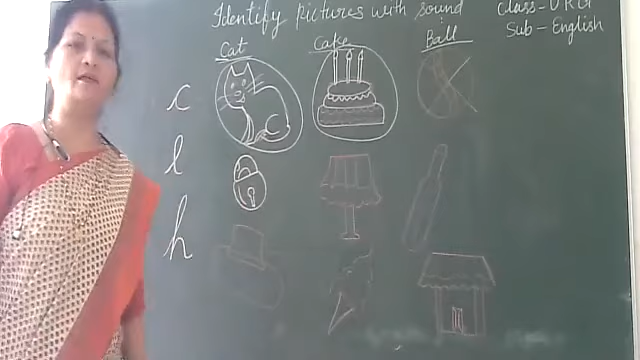 Identify pictures with sound
Class - UKG
Sub - English
Cat Cake Ball
c
l
h